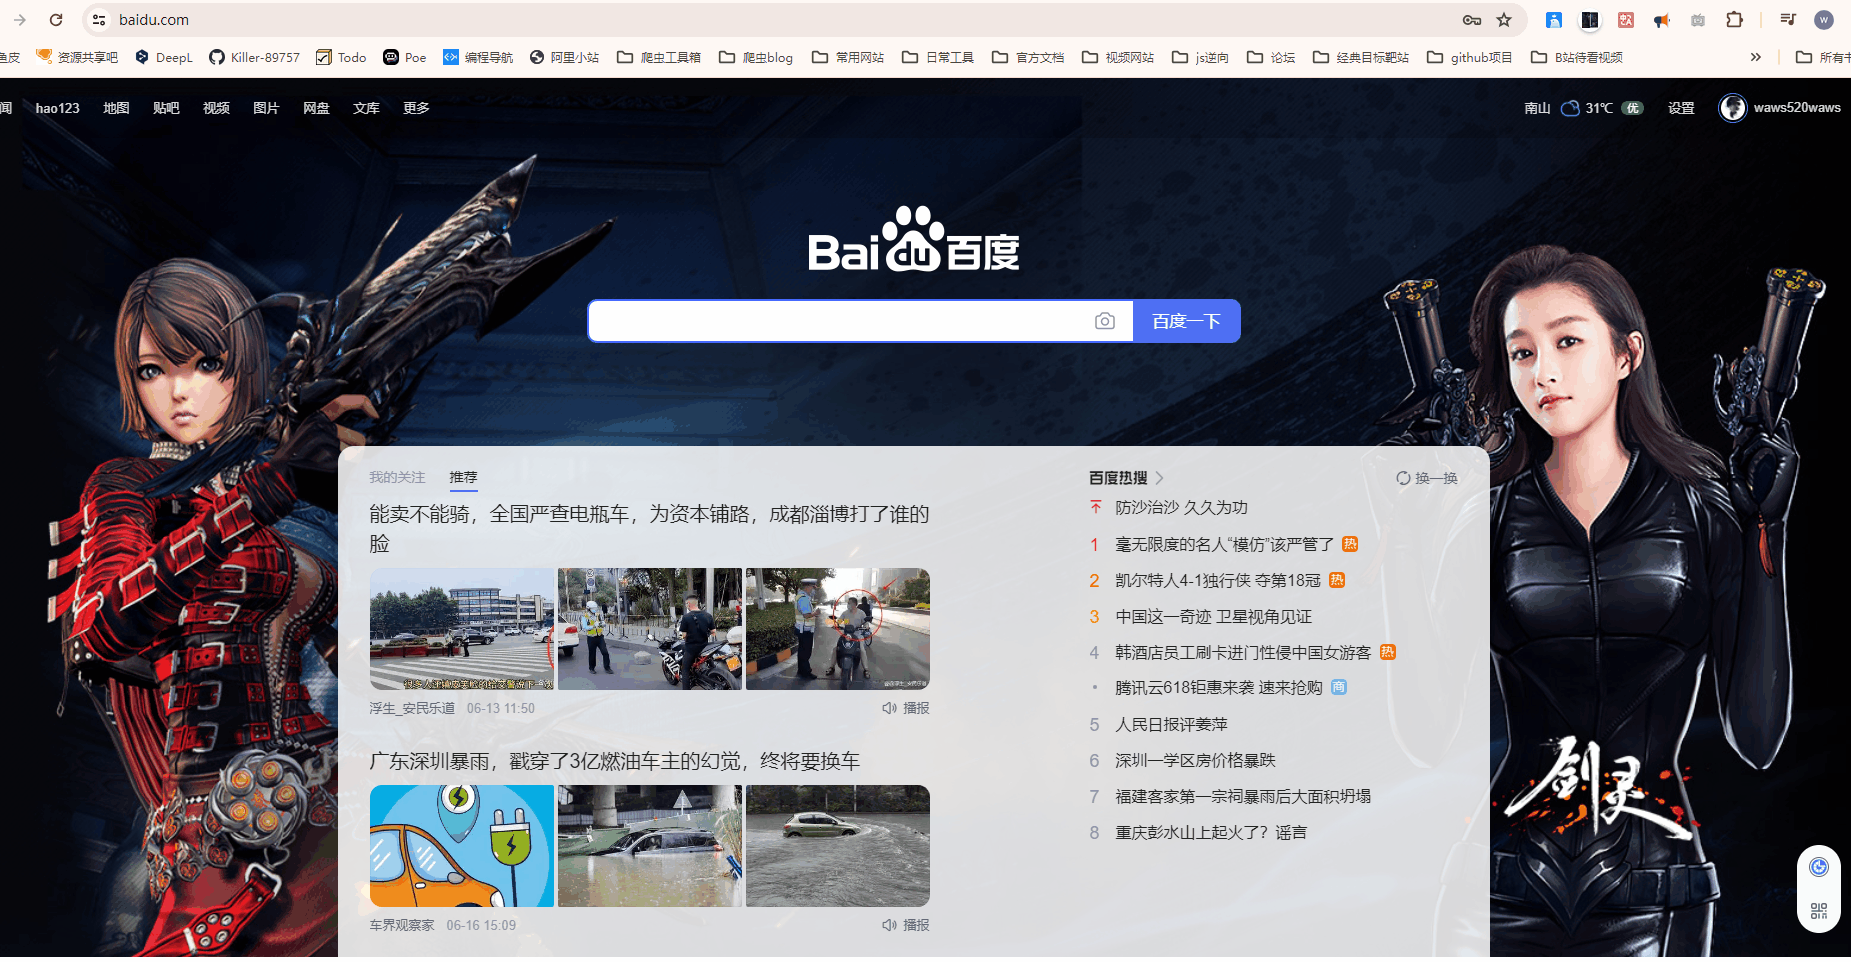 baidu.com
W
鱼皮 资源共享吧 DeepL Killer-89757 Todo Poe 编程导航 阿里小站 爬虫工具箱 爬虫blog 常用网站 日常工具 官方文档 视频网站 js逆向 论坛 经典目标靶站 github项目 B站待看视频 » 所有书
闻 hao123 地图 贴吧 视频 图片 网盘 文库 更多 南山 31℃ 优 设置 waws520waws
Bai du 百度
百度一下
我的关注 推荐
能卖不能骑，全国严查电瓶车，为资本铺路，成都淄博打了谁的
脸
浮生_安民乐道 06-13 11:50 播报
广东深圳暴雨，戳穿了3亿燃油车主的幻觉，终将要换车
车界观察家 06-16 15:09 播报
百度热搜 换一换
防沙治沙 久久为功
1 毫无限度的名人“模仿”该严管了 热
2 凯尔特人4-1独行侠 夺第18冠 热
3 中国这一奇迹 卫星视角见证
4 韩酒店员工刷卡进门性侵中国女游客 热
• 腾讯云618钜惠来袭 速来抢购 商
5 人民日报评姜萍
6 深圳一学区房价格暴跌
7 福建客家第一宗祠暴雨后大面积坍塌
8 重庆彭水山上起火了？谣言
剑灵